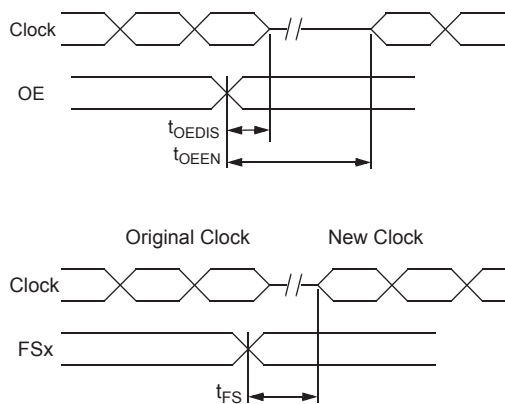 Clock
OE
tOEDIS
tOEEN
Original Clock New Clock
Clock
FSx
tFS